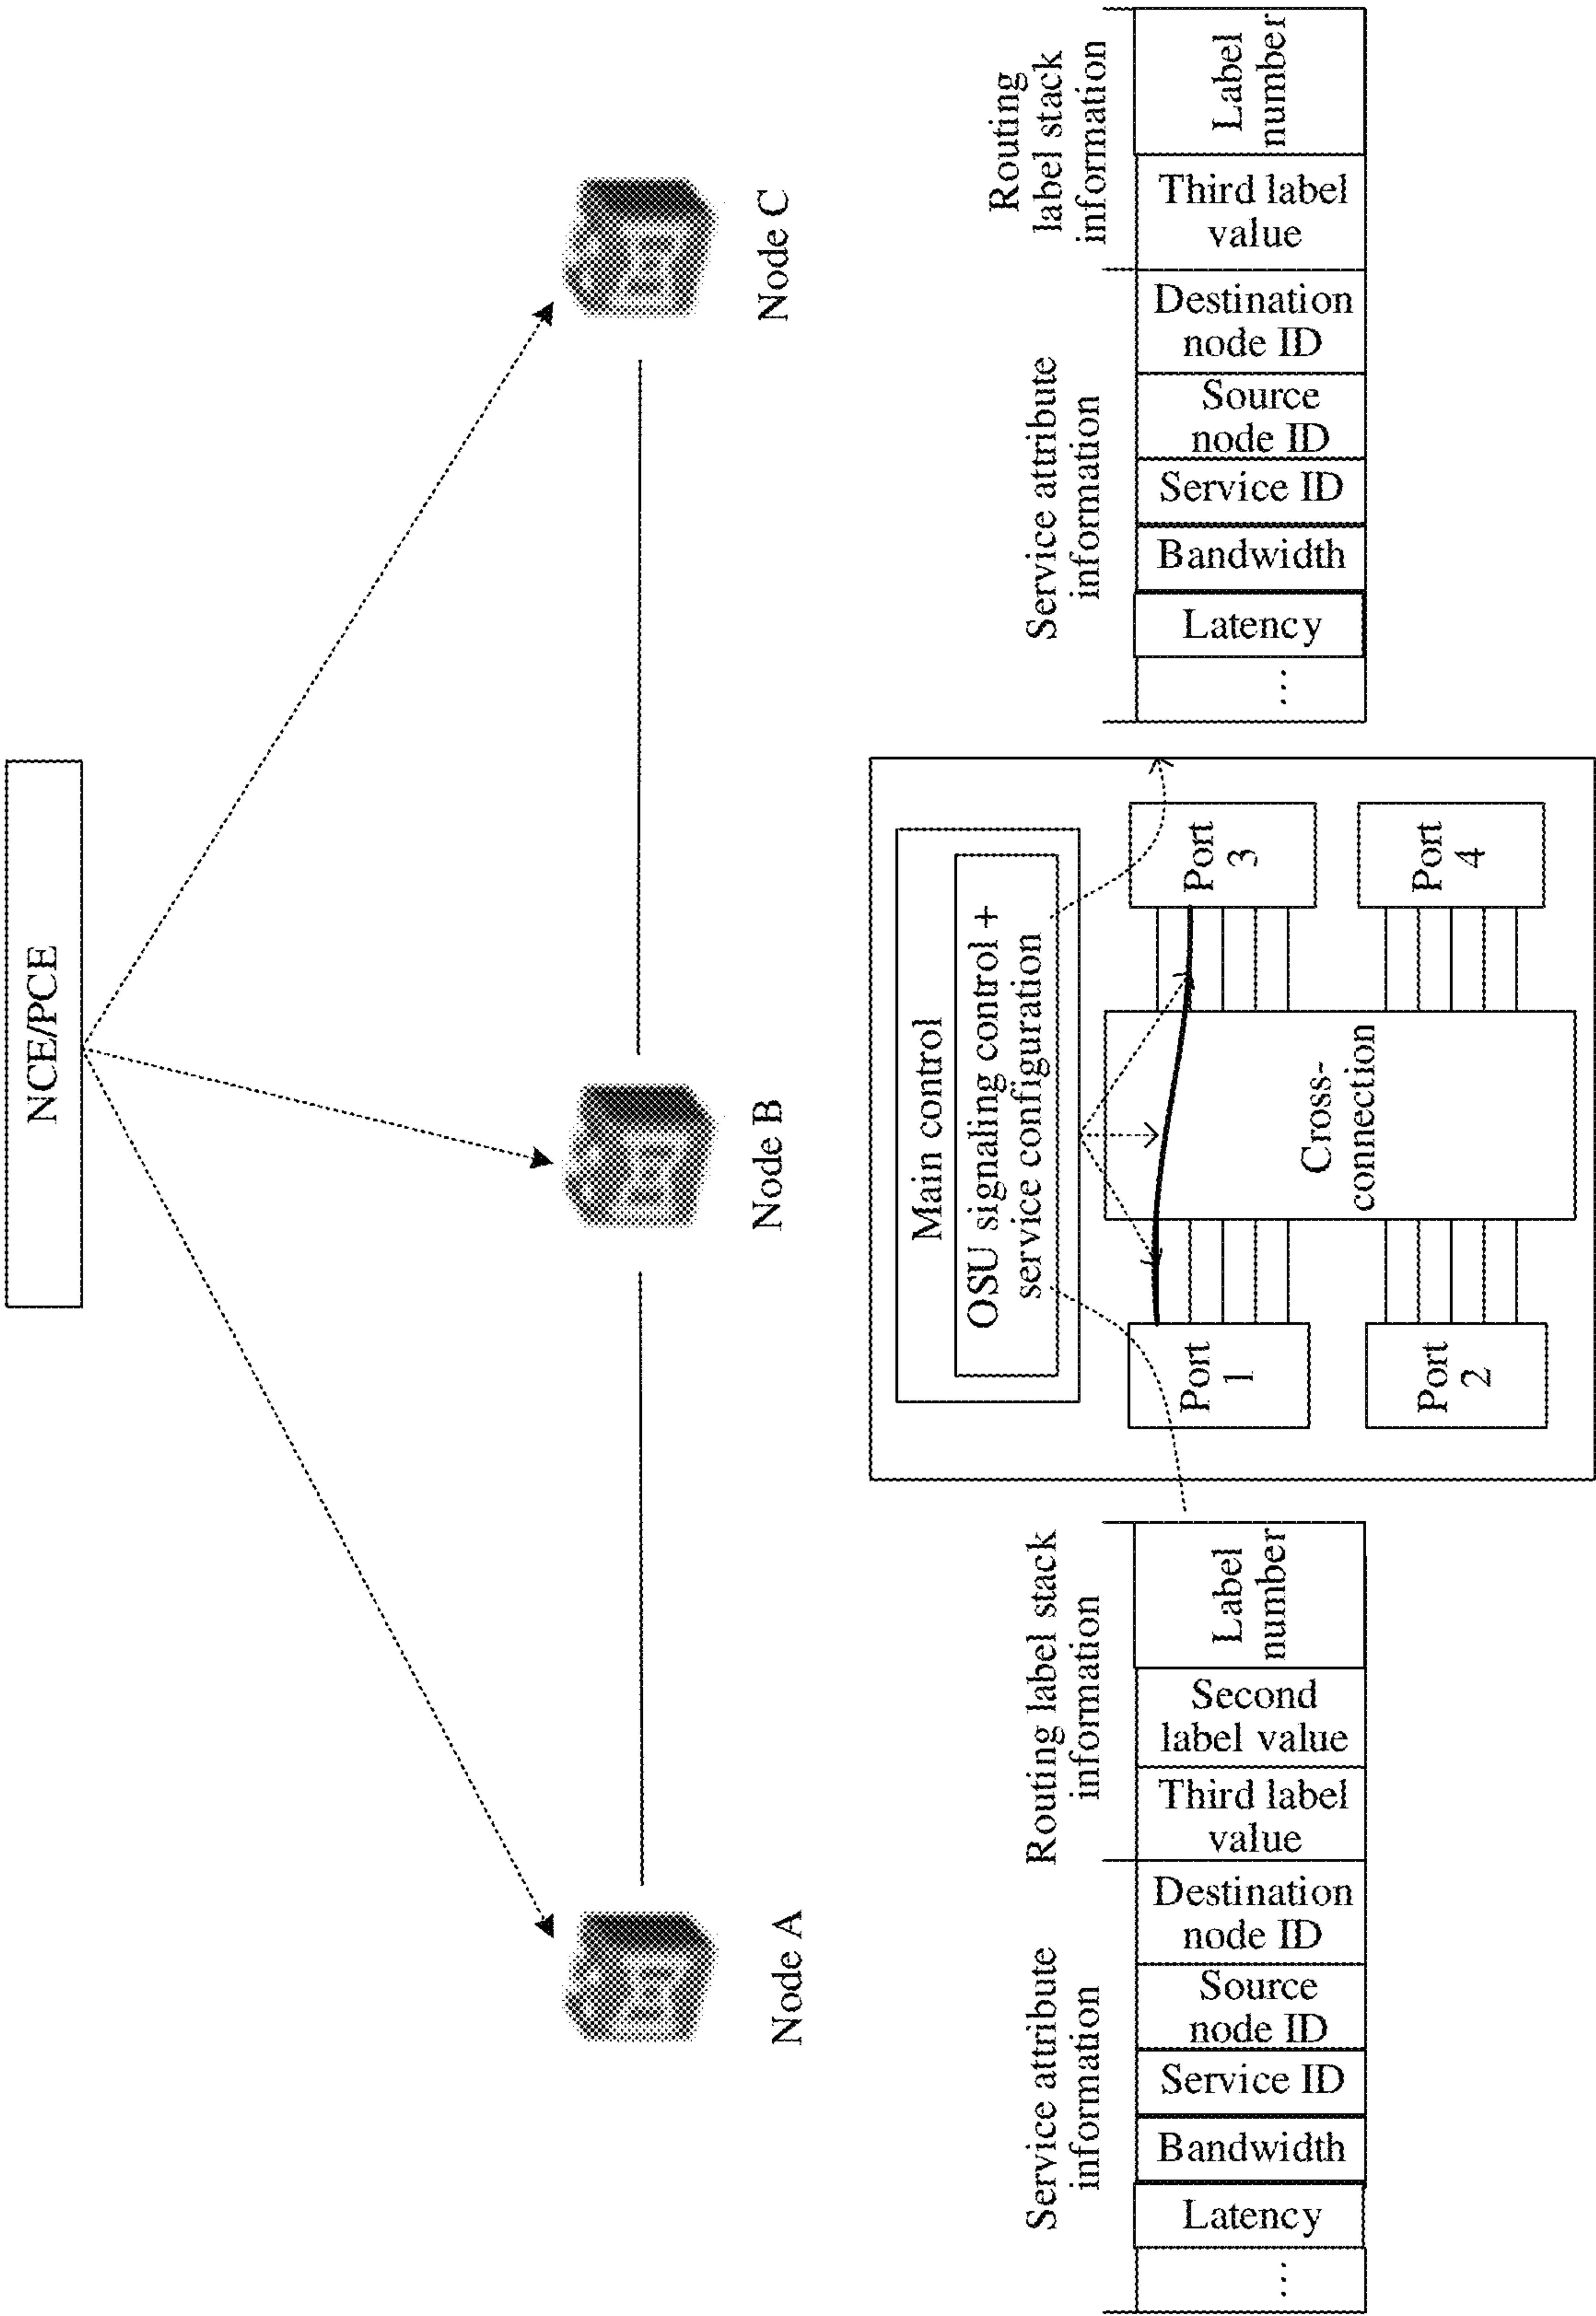 NCE/PCE
Node A
Node B
Node C
Service attribute
information
Routing label stack
information
...
Latency
Bandwidth
Service ID
Source
node ID
Destination
node ID
Third label
value
Second
label value
Label
number
Main control
OSU signaling control +
service configuration
Port
1
Port
2
Cross-
connection
Port
3
Port
4
Service attribute
information
Routing
label stack
information
...
Latency
Bandwidth
Service ID
Source
node ID
Destination
node ID
Third label
value
Label
number